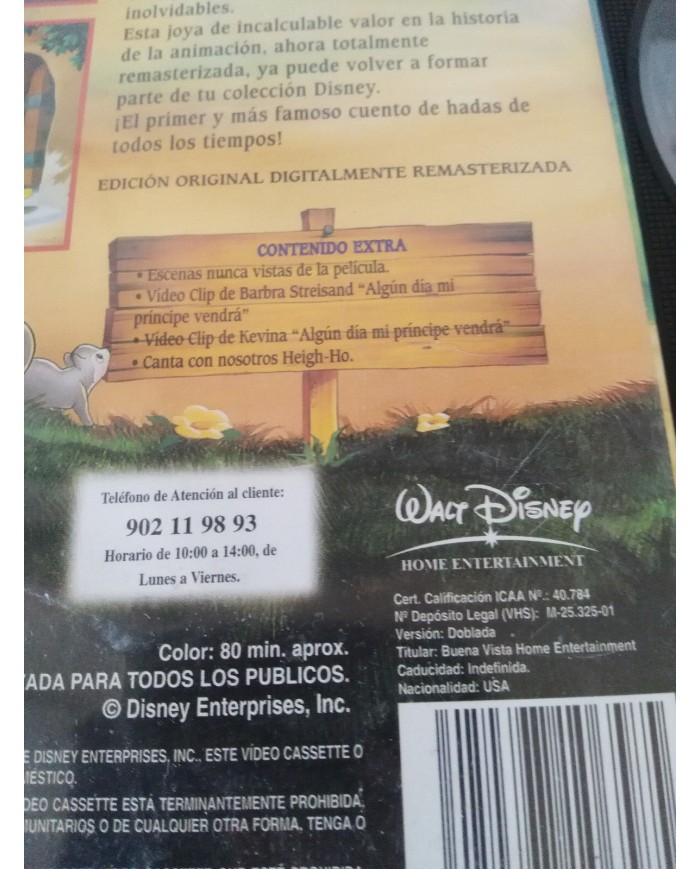 inolvidables.
Esta joya de incalculable valor en la historia
de la animación, ahora totalmente
remasterizada, ya puede volver a formar
parte de tu colección Disney.
¡El primer y más famoso cuento de hadas de
todos los tiempos!
EDICIÓN ORIGINAL DIGITALMENTE REMASTERIZADA
CONTENIDO EXTRA
• Escenas nunca vistas de la película.
• Vídeo Clip de Barbra Streisand “Algún día mi
príncipe vendrá”
• Vídeo Clip de Kevina “Algún día mi príncipe vendrá”
• Canta con nosotros Heigh-Ho.
Teléfono de Atención al cliente:
902 11 98 93
Horario de 10:00 a 14:00, de
Lunes a Viernes.
WALT DISNEY
HOME ENTERTAINMENT
Cert. Calificación ICAA Nº.: 40.784
Nº Depósito Legal (VHS): M-25.325-01
Versión: Doblada
Titular: Buena Vista Home Entertainment
Caducidad: Indefinida.
Nacionalidad: USA
Color: 80 min. aprox.
ZADA PARA TODOS LOS PUBLICOS.
© Disney Enterprises, Inc.
E DISNEY ENTERPRISES, INC., ESTE VÍDEO CASSETTE O
MÉSTICO.
DEO CASSETTE ESTÁ TERMINANTEMENTE PROHIBIDA,
UNITARIOS O DE CUALQUIER OTRA FORMA, TENGA O